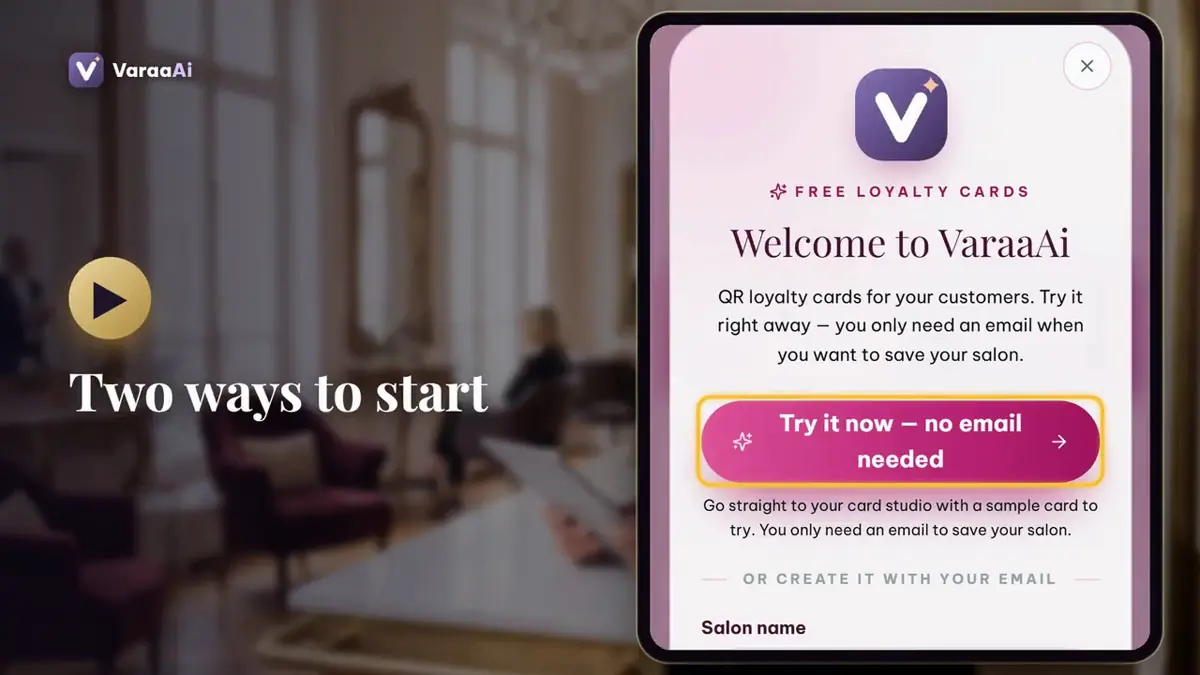 VaraaAi
Two ways to start
FREE LOYALTY CARDS
Welcome to VaraaAi
QR loyalty cards for your customers. Try it
right away — you only need an email when
you want to save your salon.
Try it now — no email
needed
Go straight to your card studio with a sample card to
try. You only need an email to save your salon.
OR CREATE IT WITH YOUR EMAIL
Salon name